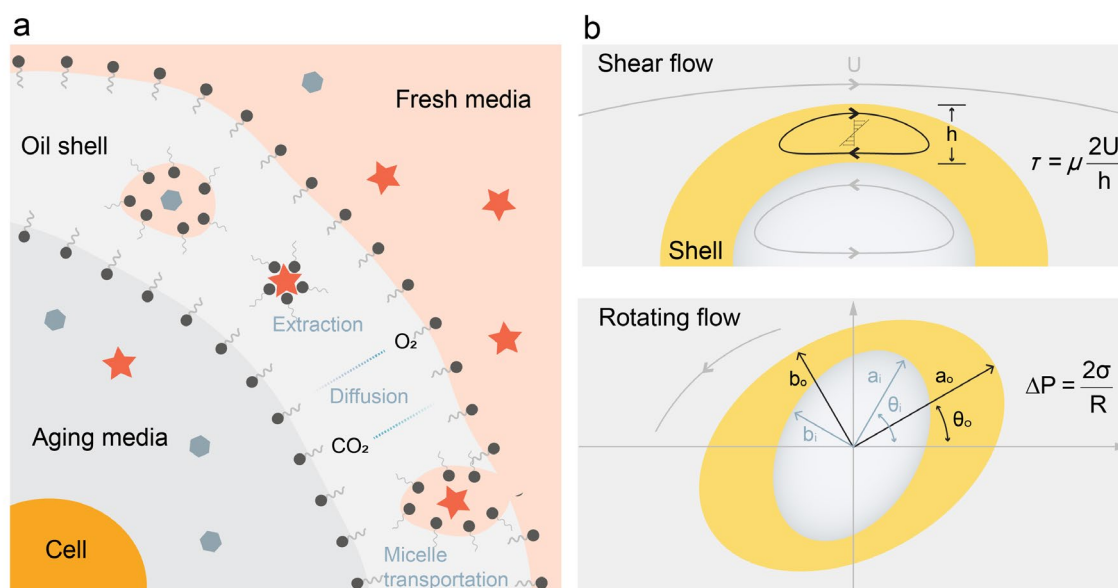 a
Fresh media
Oil shell
Extraction
O₂
Diffusion
CO₂
Aging media
Cell
Micelle
transportation
b
Shear flow
U
h
τ = μ 2U/h
Shell
Rotating flow
bₒ
aᵢ
aₒ
θᵢ
bᵢ
θₒ
ΔP = 2σ/R